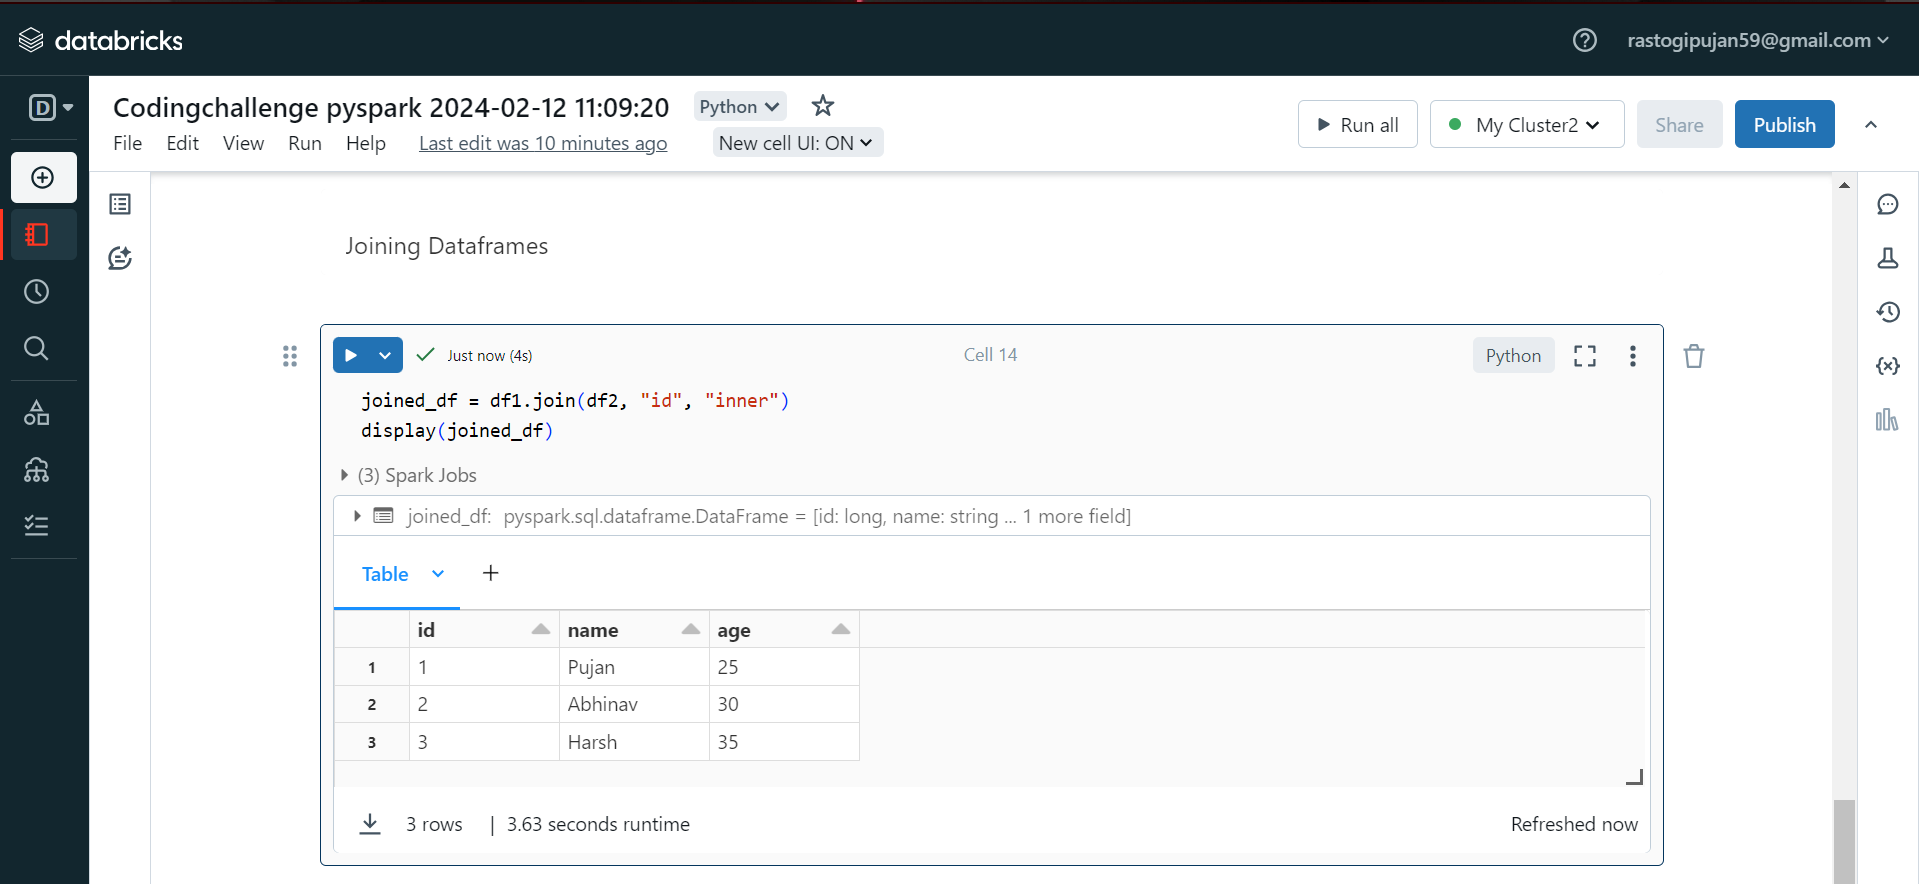 databricks
rastogipujan59@gmail.com
D
Codingchallenge pyspark 2024-02-12 11:09:20
Python
File Edit View Run Help Last edit was 10 minutes ago
New cell UI: ON
Run all
My Cluster2
Share
Publish
Joining Dataframes
Just now (4s)
Cell 14
Python
joined_df = df1.join(df2, "id", "inner")
display(joined_df)
(3) Spark Jobs
joined_df: pyspark.sql.dataframe.DataFrame = [id: long, name: string ... 1 more field]
Table +
id name age
1 1 Pujan 25
2 2 Abhinav 30
3 3 Harsh 35
3 rows | 3.63 seconds runtime
Refreshed now